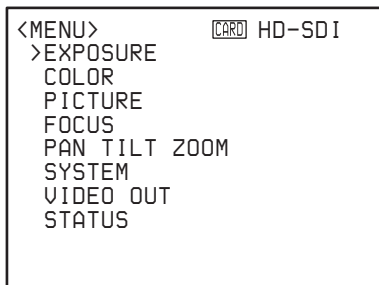 <MENU> CARD HD-SDI
>EXPOSURE
COLOR
PICTURE
FOCUS
PAN TILT ZOOM
SYSTEM
VIDEO OUT
STATUS